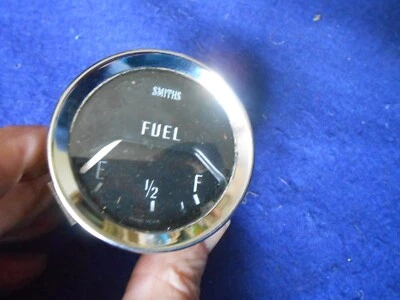 SMITHS
FUEL
E 1/2 F